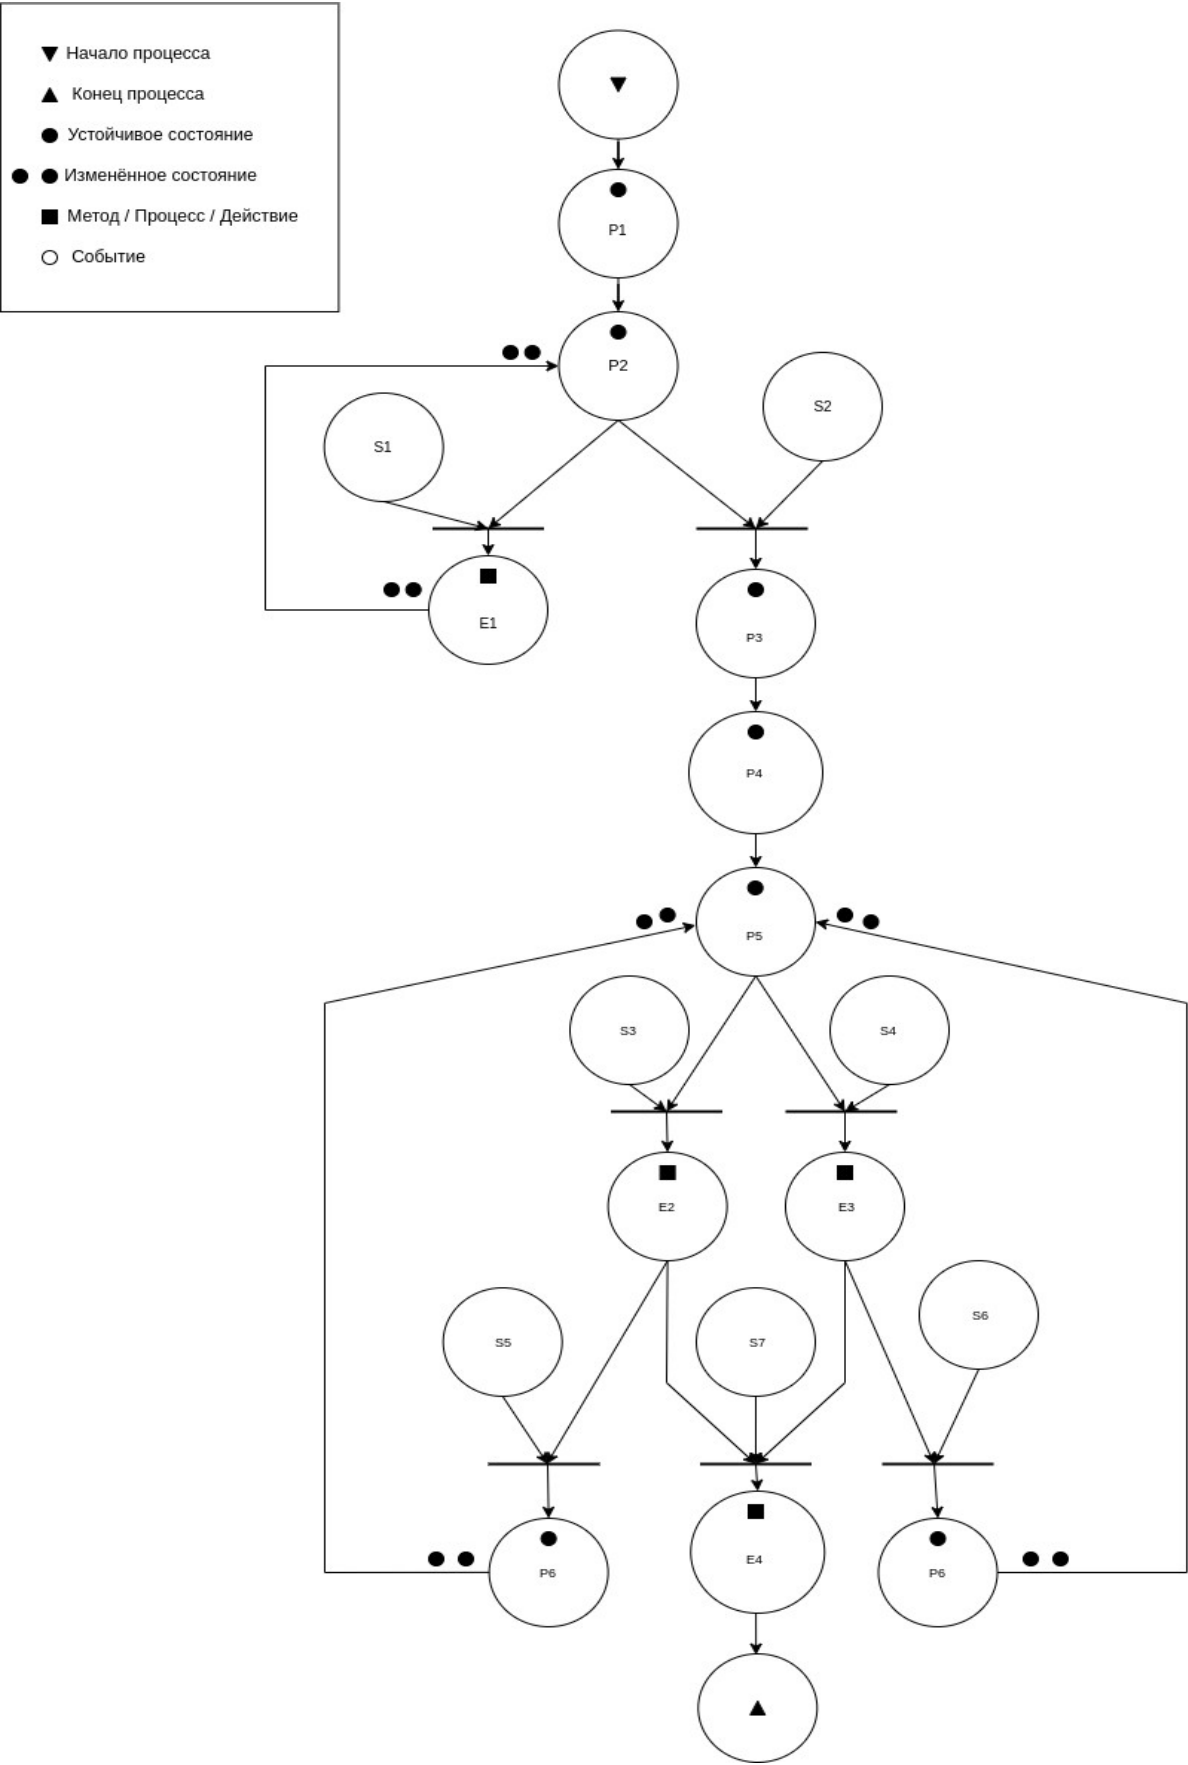 Начало процесса
Конец процесса
Устойчивое состояние
Изменённое состояние
Метод / Процесс / Действие
Событие
P1
P2
S2
S1
E1
P3
P4
P5
S3
S4
E2
E3
S5
S7
S6
P6
E4
P6